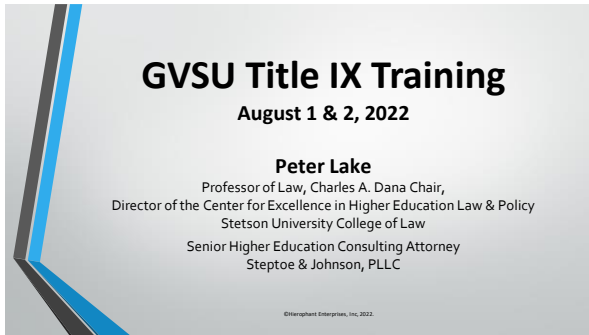 GVSU Title IX Training
August 1 & 2, 2022
Peter Lake
Professor of Law, Charles A. Dana Chair,
Director of the Center for Excellence in Higher Education Law & Policy
Stetson University College of Law
Senior Higher Education Consulting Attorney
Steptoe & Johnson, PLLC
©Hierophant Enterprises, Inc, 2022.